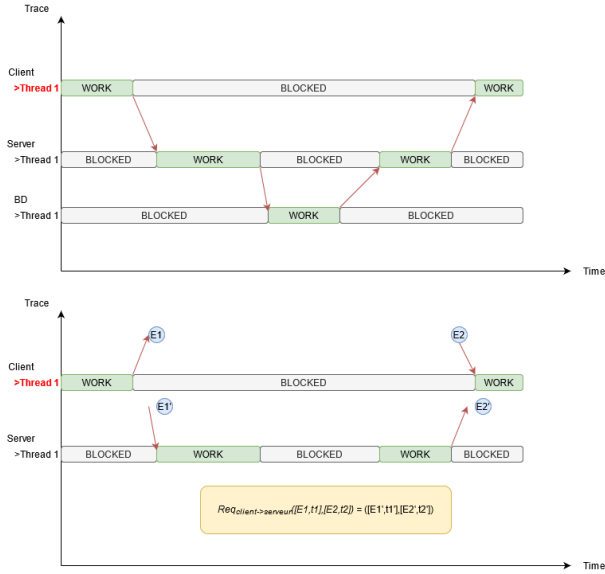 Trace
Client
>Thread 1
WORK
BLOCKED
WORK
Server
>Thread 1
BLOCKED
WORK
BLOCKED
WORK
BLOCKED
BD
>Thread 1
BLOCKED
WORK
BLOCKED
Time
Trace
E1
E2
Client
>Thread 1
WORK
BLOCKED
WORK
E1'
E2'
Server
>Thread 1
BLOCKED
WORK
BLOCKED
WORK
BLOCKED
Req client->serveur([E1,t1],[E2,t2]) = ([E1',t1'],[E2',t2'])
Time